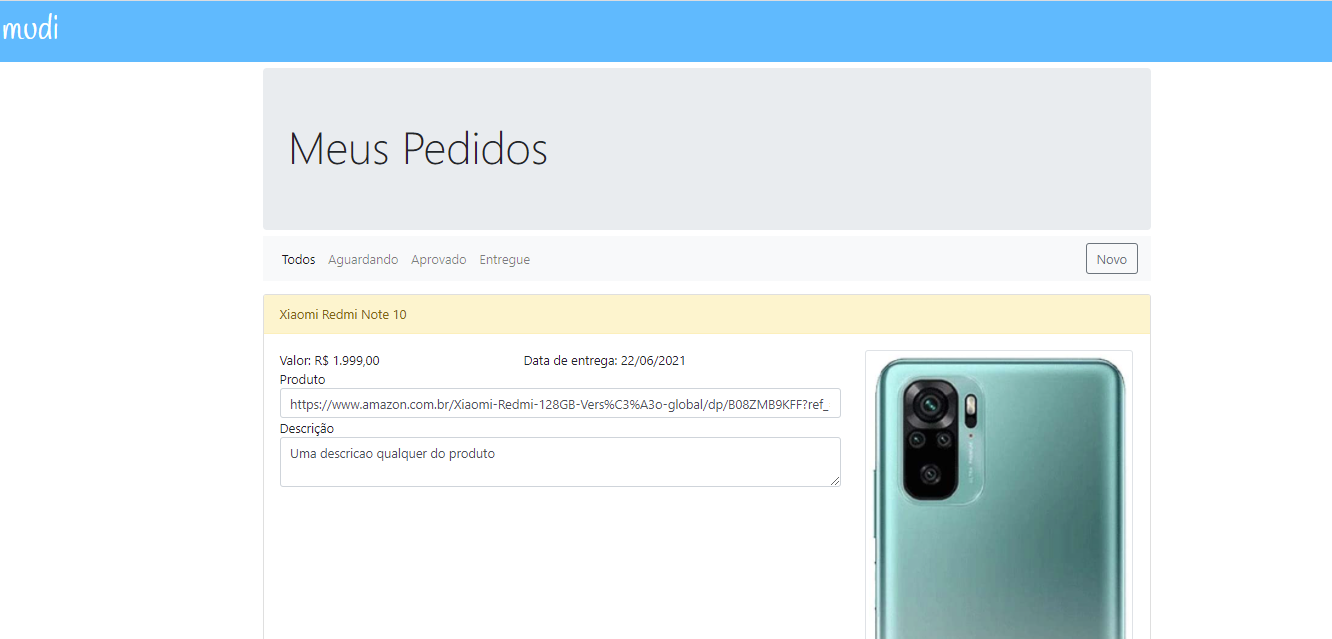 mudi
Meus Pedidos
Todos Aguardando Aprovado Entregue Novo
Xiaomi Redmi Note 10
Valor: R$ 1.999,00 Data de entrega: 22/06/2021
Produto
https://www.amazon.com.br/Xiaomi-Redmi-128GB-Vers%C3%A3o-global/dp/B08ZMB9KFF?ref_
Descrição
Uma descricao qualquer do produto